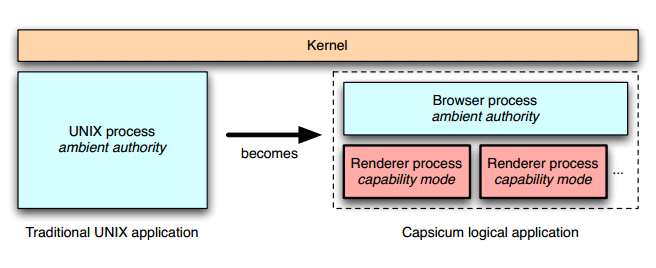 Kernel
UNIX process
ambient authority
becomes
Browser process
ambient authority
Renderer process
capability mode
Renderer process
capability mode
...
Traditional UNIX application
Capsicum logical application